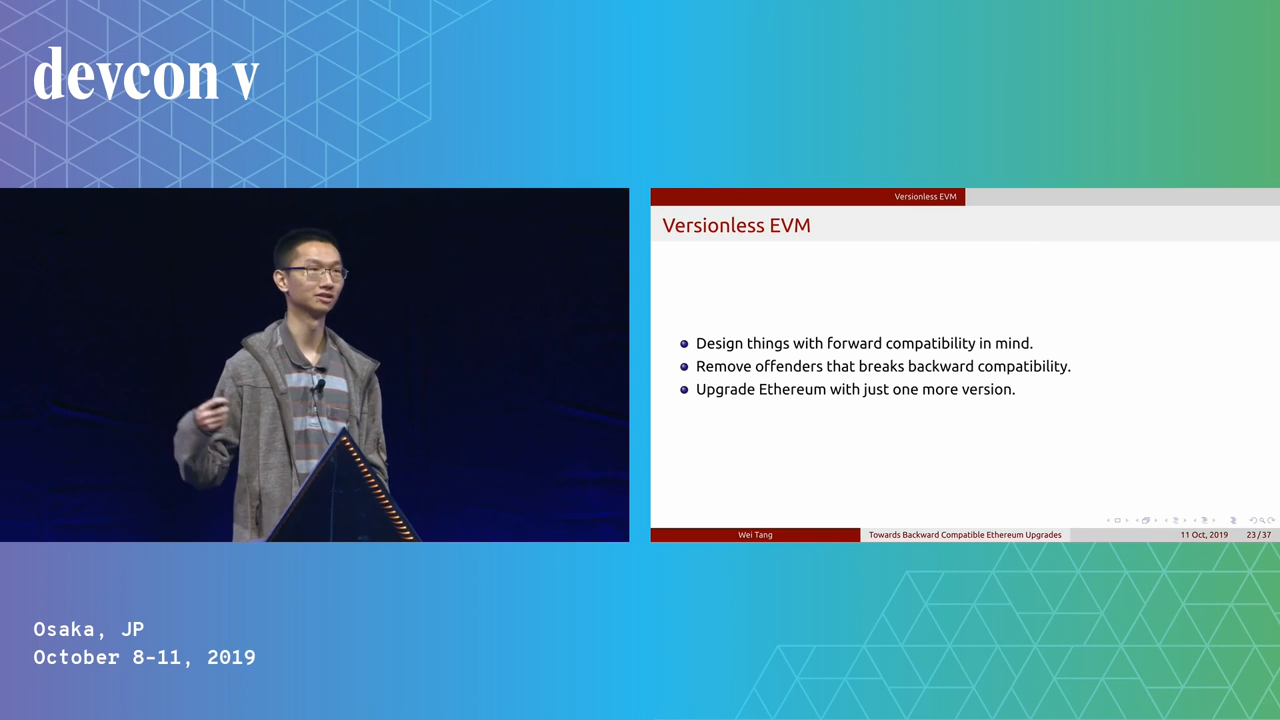 devcon v
Versionless EVM
Versionless EVM
Design things with forward compatibility in mind.
Remove offenders that breaks backward compatibility.
Upgrade Ethereum with just one more version.
Wei Tang
Towards Backward Compatible Ethereum Upgrades
11 Oct, 2019
23/37
Osaka, JP
October 8-11, 2019